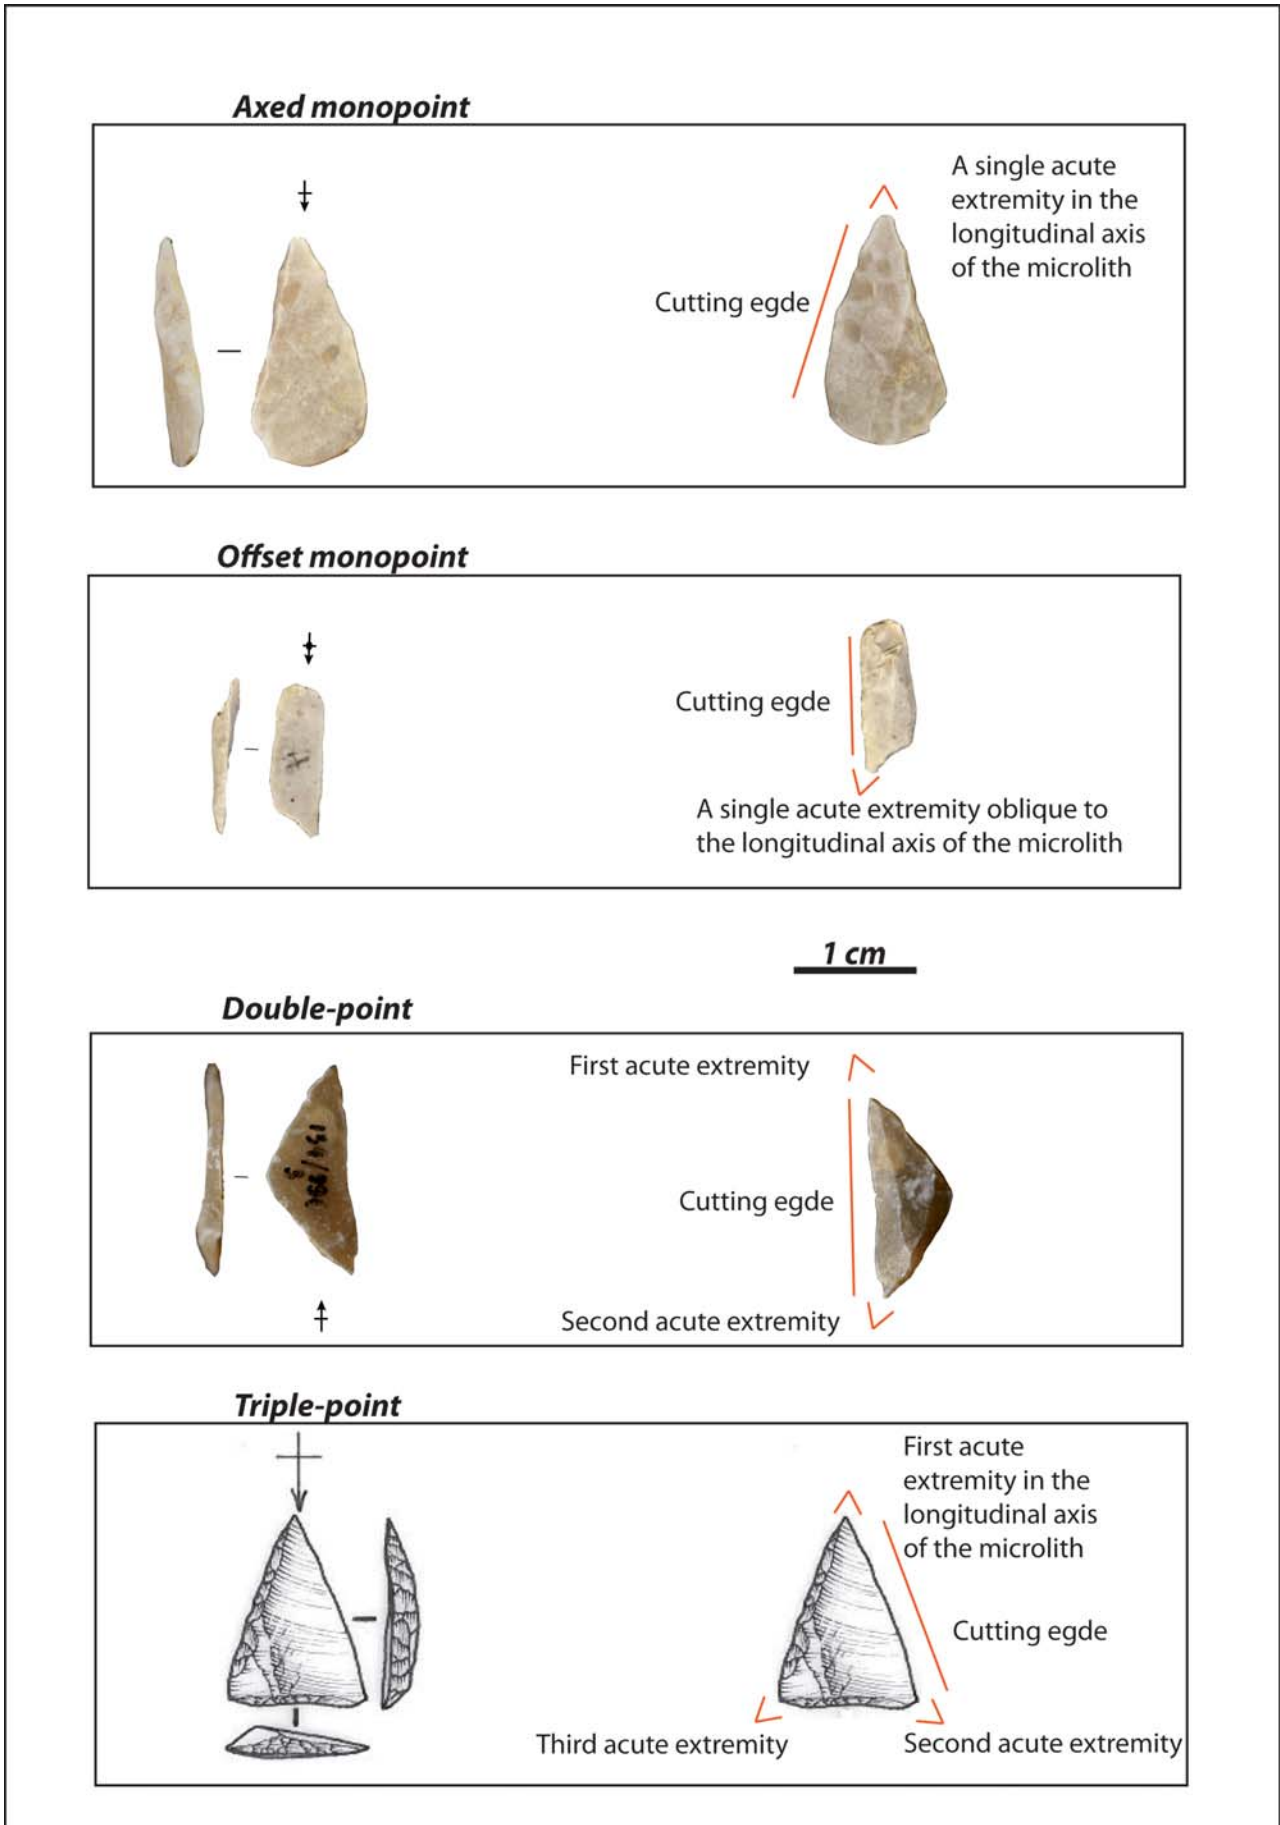 Axed monopoint
A single acute
extremity in the
longitudinal axis
of the microlith
Cutting egde
Offset monopoint
Cutting egde
A single acute extremity oblique to
the longitudinal axis of the microlith
1 cm
Double-point
First acute extremity
Cutting egde
Second acute extremity
Triple-point
First acute
extremity in the
longitudinal axis
of the microlith
Cutting egde
Third acute extremity
Second acute extremity